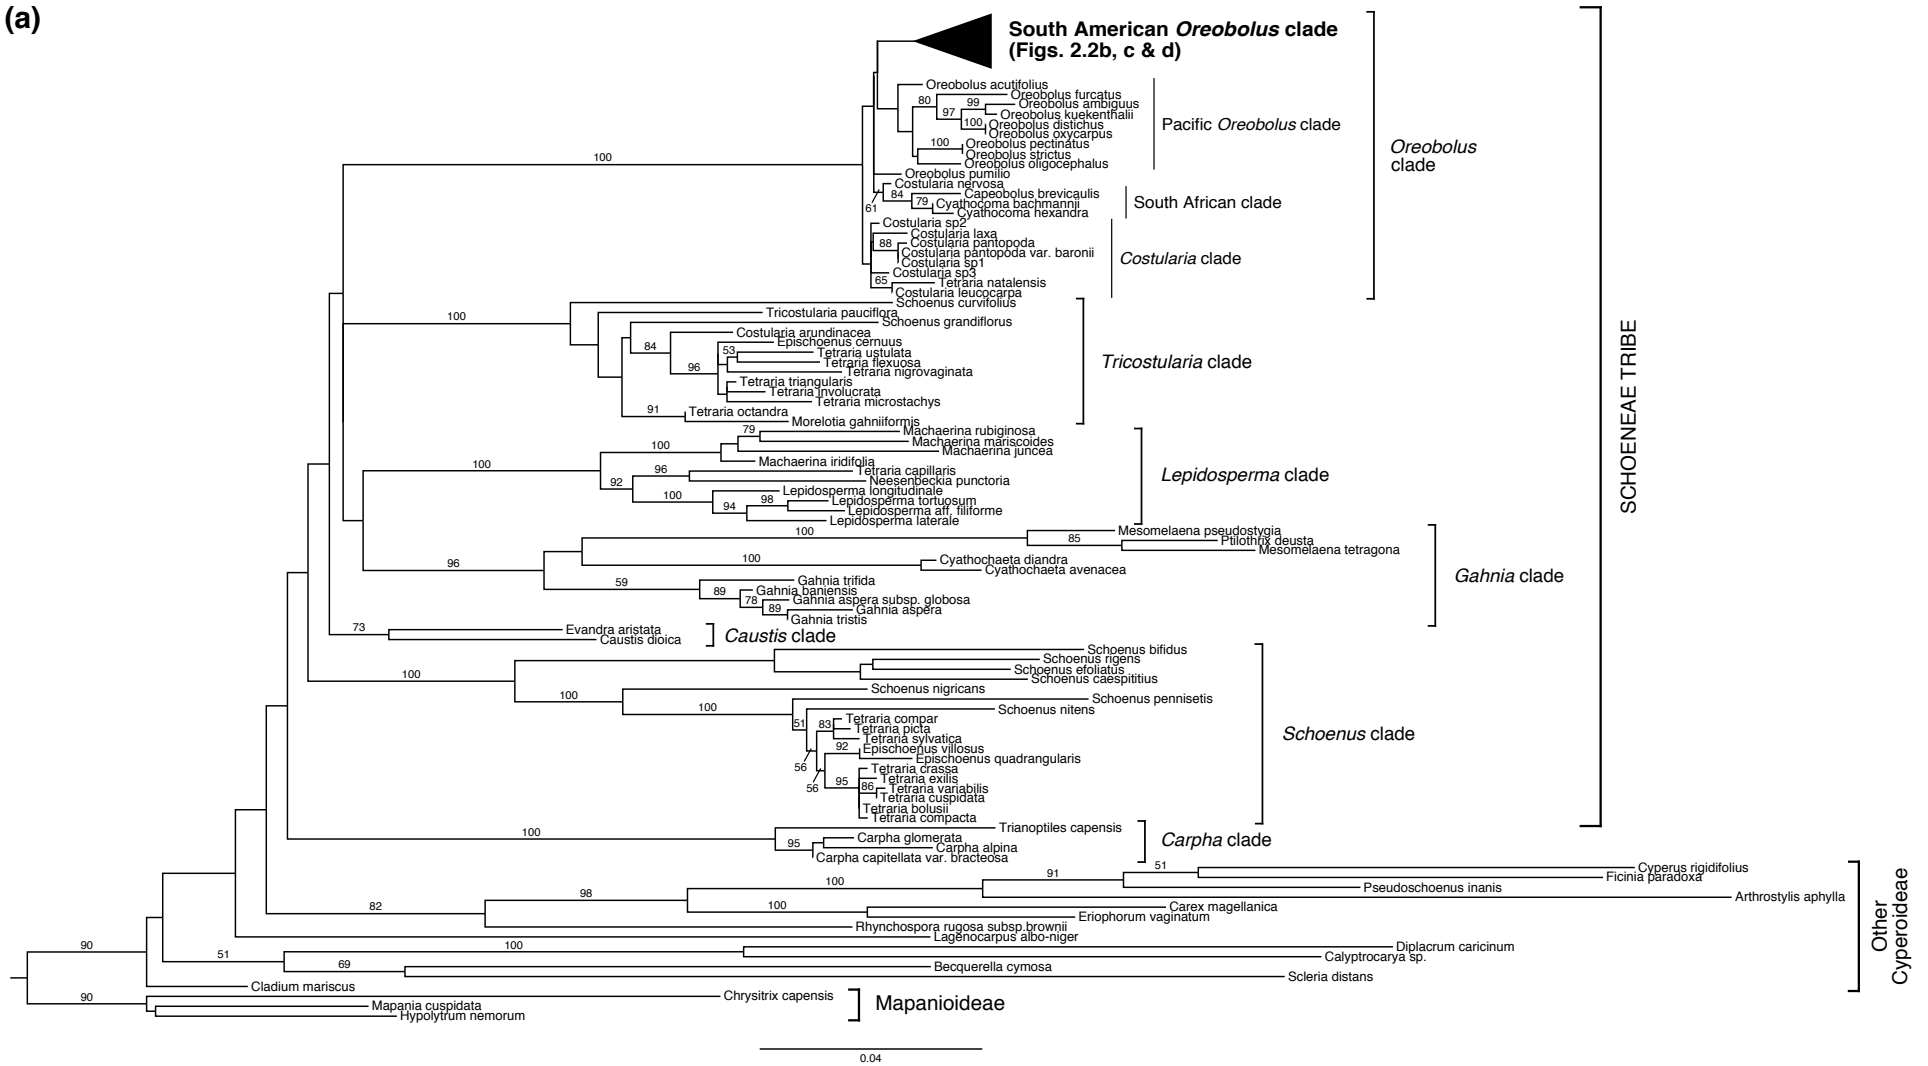 (a)
South American Oreobolus clade
(Figs. 2.2b, c & d)
Oreobolus acutifolius
Oreobolus furcatus
80
99
Oreobolus ambiguus
97
Oreobolus kuekenthalii
100
Oreobolus distichus
Oreobolus oxycarpus
Pacific Oreobolus clade
100
Oreobolus pectinatus
Oreobolus strictus
Oreobolus oligocephalus
Oreobolus
clade
100
Oreobolus pumilio
Costularia nervosa
84
Capeobolus brevicaulis
61
79
Cyathocoma bachmannii
Cyathocoma hexandra
South African clade
Costularia sp2
Costularia laxa
88
Costularia pantopoda
Costularia pantopoda var. baronii
Costularia sp1
Costularia clade
Costularia sp3
65
Tetraria natalensis
Costularia leucocarpa
Schoenus curvifolius
100
Tricostularia pauciflora
Schoenus grandiflorus
Costularia arundinacea
84
Epischoenus cernuus
53
Tetraria ustulata
Tetraria flexuosa
96
Tetraria nigrovaginata
Tricostularia clade
Tetraria triangularis
Tetraria involucrata
Tetraria microstachys
91
Tetraria octandra
Morelotia gahniiformis
SCHOENEAE TRIBE
79
Machaerina rubiginosa
100
Machaerina mariscoides
Machaerina juncea
100
Machaerina iridifolia
96
Tetraria capillaris
92
Neesenbeckia punctoria
Lepidosperma clade
100
Lepidosperma longitudinale
98
Lepidosperma tortuosum
94
Lepidosperma aff. filiforme
Lepidosperma laterale
100
Mesomelaena pseudostygia
85
Ptilothrix deusta
Mesomelaena tetragona
96
100
Cyathochaeta diandra
Cyathochaeta avenacea
Gahnia clade
59
Gahnia trifida
89
Gahnia baniensis
78
Gahnia aspera subsp. globosa
89
Gahnia aspera
Gahnia tristis
73
Evandra aristata
Caustis dioica
Caustis clade
Schoenus bifidus
Schoenus rigens
100
Schoenus efoliatus
Schoenus caespititius
100
Schoenus nigricans
100
Schoenus pennisetis
Schoenus nitens
51
83
Tetraria compar
Tetraria picta
Tetraria sylvatica
Schoenus clade
92
Epischoenus villosus
56
Epischoenus quadrangularis
Tetraria crassa
95
Tetraria exilis
56
86
Tetraria variabilis
Tetraria cuspidata
Tetraria bolusii
Tetraria compacta
100
Trianoptiles capensis
95
Carpha glomerata
Carpha alpina
Carpha capitellata var. bracteosa
Carpha clade
51
Cyperus rigidifolius
91
Ficinia paradoxa
100
Pseudoschoenus inanis
98
Arthrostylis aphylla
82
100
Carex magellanica
Eriophorum vaginatum
Rhynchospora rugosa subsp.brownii
Lagenocarpus albo-niger
Other
Cyperoideae
90
51
100
Diplacrum caricinum
Calyptrocarya sp.
69
Becquerella cymosa
Scleria distans
Cladium mariscus
90
Chrysitrix capensis
Mapania cuspidata
Hypolytrum nemorum
Mapanioideae
0.04